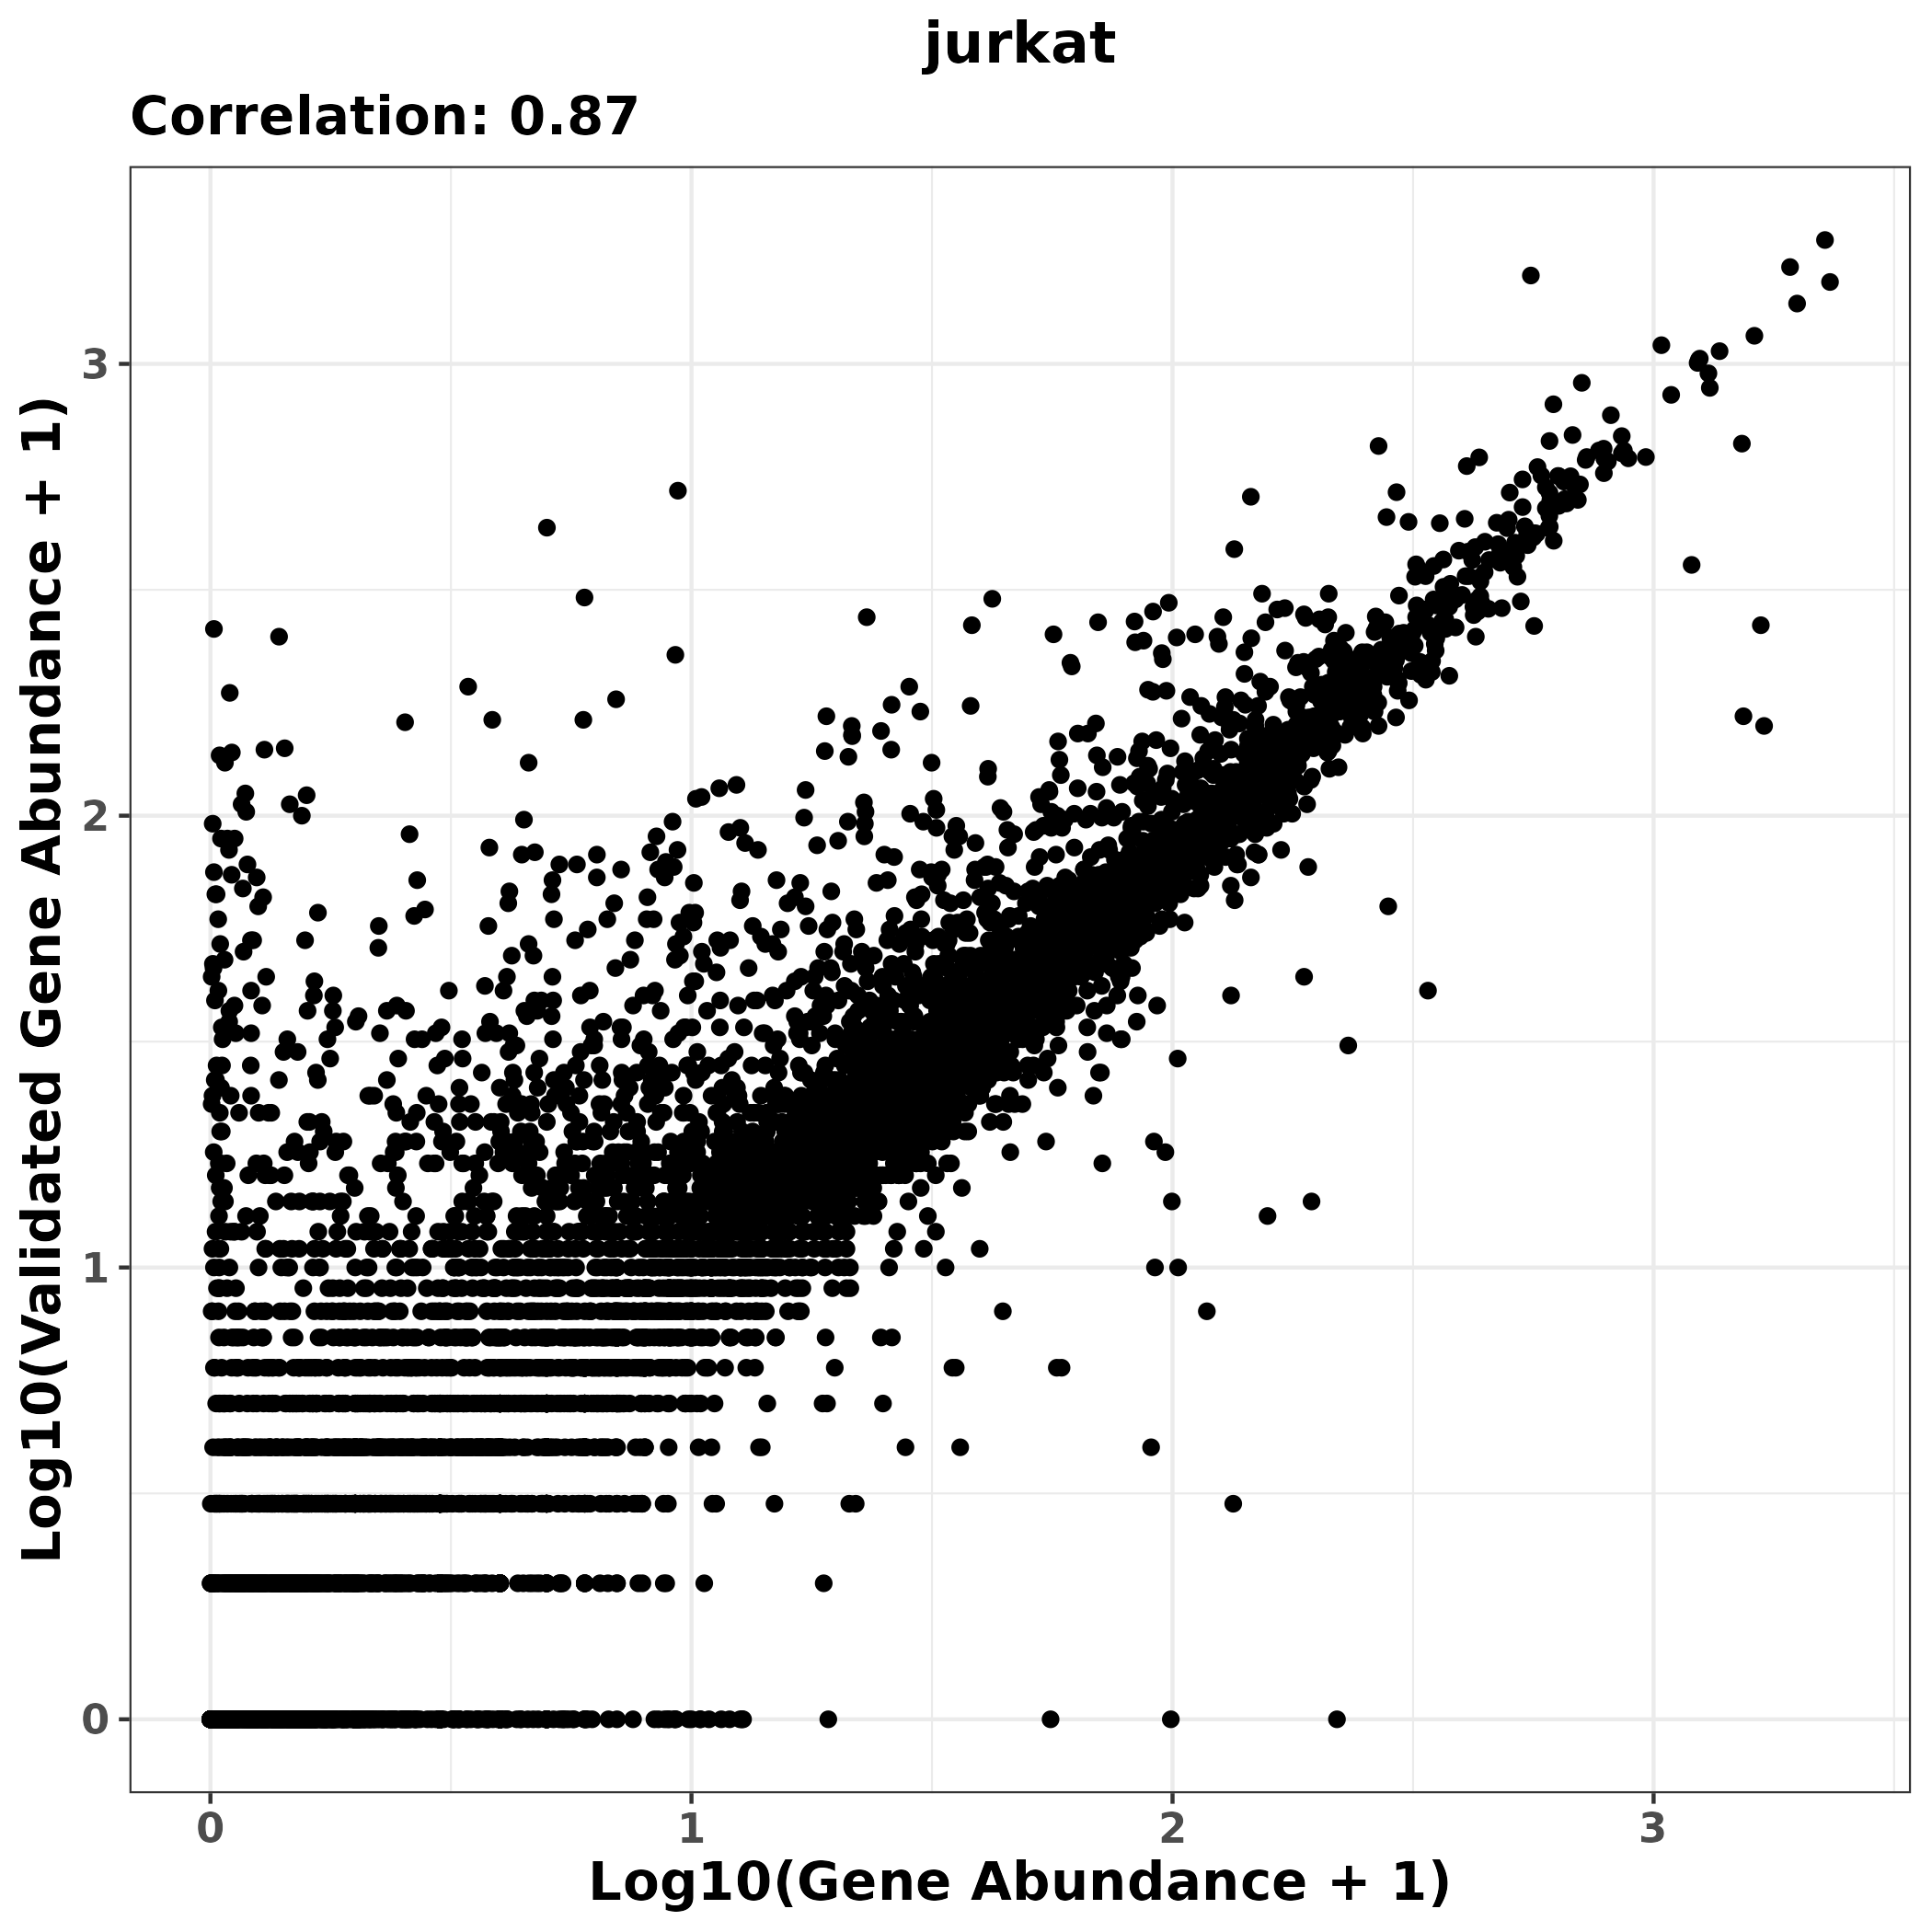 jurkat
Correlation: 0.87
Log10(Validated Gene Abundance + 1)
3
2
1
0
0 1 2 3
Log10(Gene Abundance + 1)